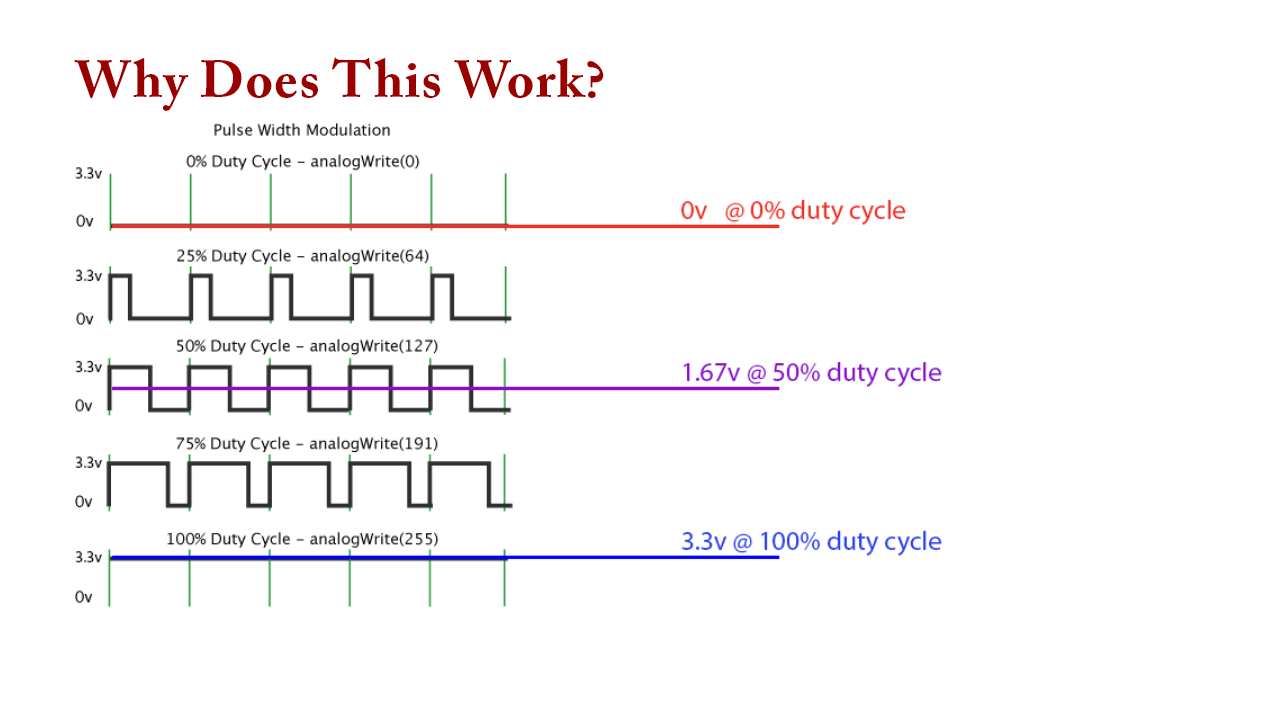 Why Does This Work?
Pulse Width Modulation
0% Duty Cycle – analogWrite(0)
3.3v
0v
0v @ 0% duty cycle
25% Duty Cycle – analogWrite(64)
3.3v
0v
50% Duty Cycle – analogWrite(127)
3.3v
0v
1.67v @ 50% duty cycle
75% Duty Cycle – analogWrite(191)
3.3v
0v
100% Duty Cycle – analogWrite(255)
3.3v
0v
3.3v @ 100% duty cycle